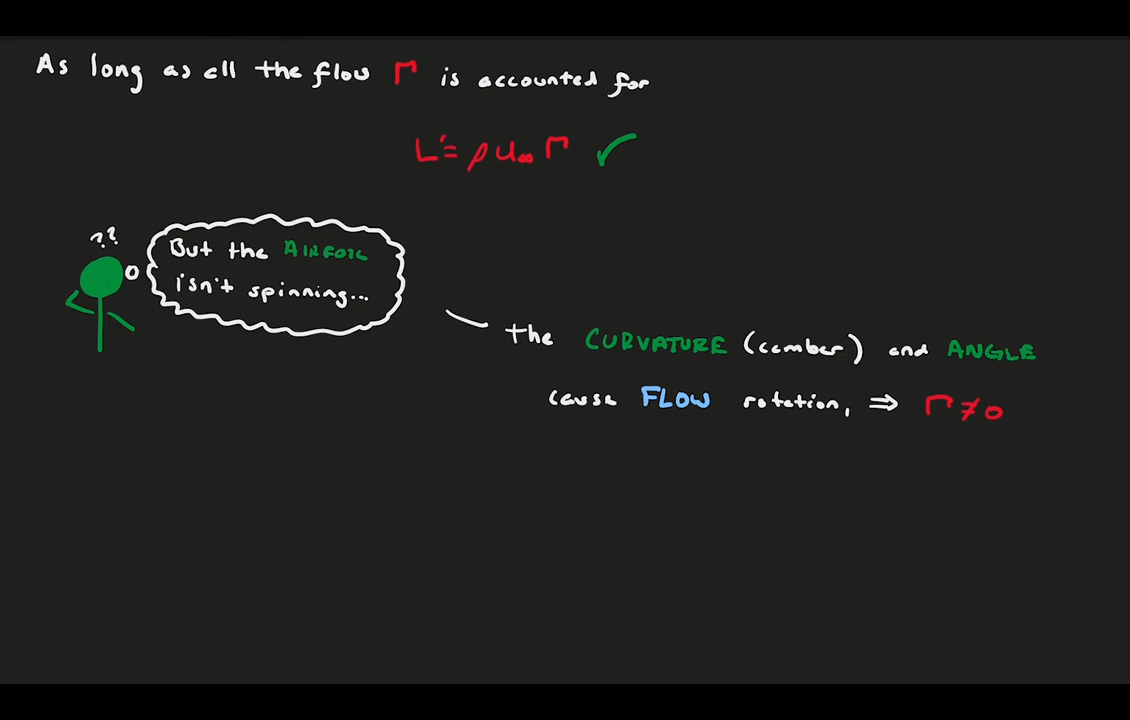 As long as all the flow Γ is accounted for
L' = ρ u∞ Γ ✓
??
But the AIRFOIL
isn't spinning...
the CURVATURE (camber) and ANGLE
cause FLOW rotation, ⇒ Γ ≠ 0